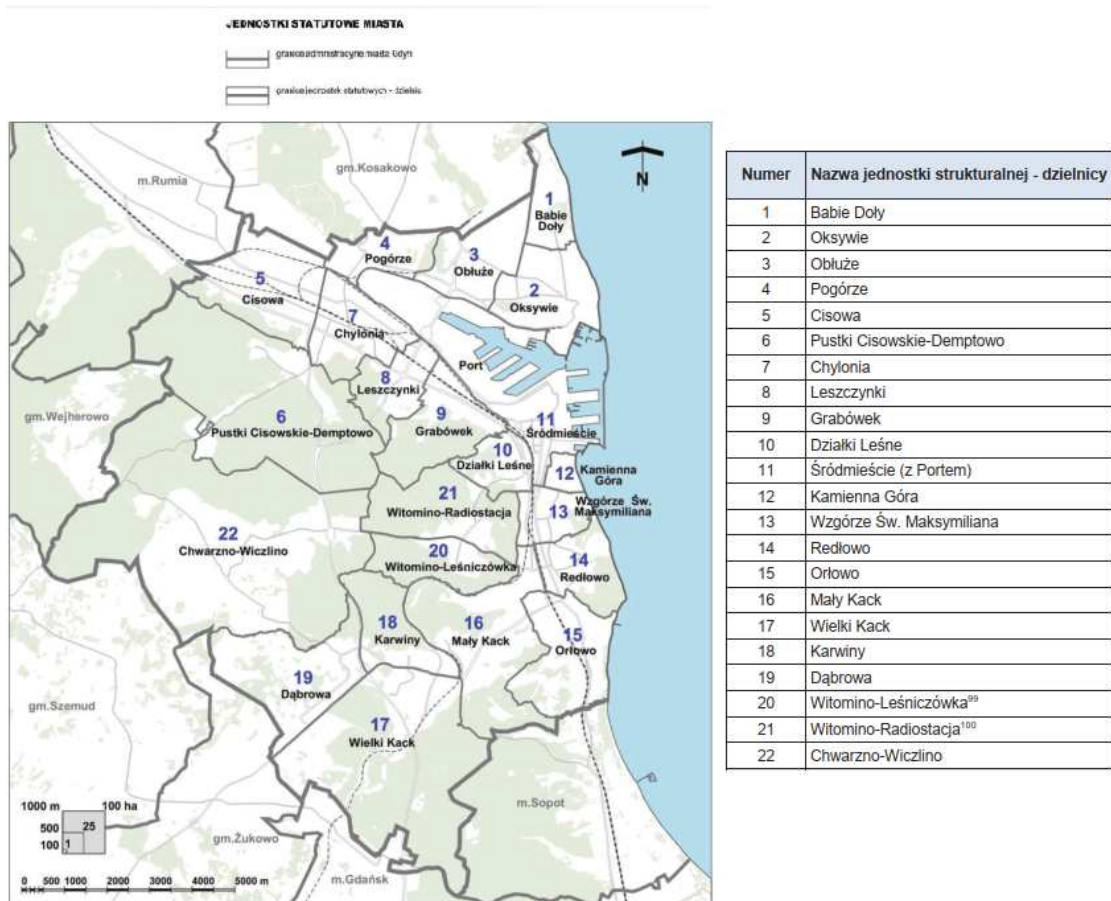 JEDNOSTKI STATUTOWE MIASTA
granice administracyjne miasta Gdyni
granice jednostek statutowych - dzielnic
gm.Kosakowo
m.Rumia
N
1
Babie
Doły
4
Pogórze
3
Obłuże
5
Cisowa
2
Oksywie
7
Chylonia
Port
8
Leszczynki
gm.Wejherowo
6
Pustki Cisowskie-Demptowo
9
Grabówek
11
Śródmieście
10
Działki Leśne
12
Kamienna
Góra
21
Witomino-Radiostacja
Wzgórze Św.
Maksymiliana
13
22
Chwarzno-Wiczlino
20
Witomino-Leśniczówka
14
Redłowo
18
Karwiny
16
Mały Kack
15
Orłowo
19
Dąbrowa
gm.Szemud
17
Wielki Kack
m.Sopot
1000 m 100 ha
500 25
100 1
gm.Żukowo
m.Gdańsk
0 500 1000 2000 3000 4000 5000 m
Numer Nazwa jednostki strukturalnej - dzielnicy
1 Babie Doły
2 Oksywie
3 Obłuże
4 Pogórze
5 Cisowa
6 Pustki Cisowskie-Demptowo
7 Chylonia
8 Leszczynki
9 Grabówek
10 Działki Leśne
11 Śródmieście (z Portem)
12 Kamienna Góra
13 Wzgórze Św. Maksymiliana
14 Redłowo
15 Orłowo
16 Mały Kack
17 Wielki Kack
18 Karwiny
19 Dąbrowa
20 Witomino-Leśniczówka⁹⁹
21 Witomino-Radiostacja¹⁰⁰
22 Chwarzno-Wiczlino